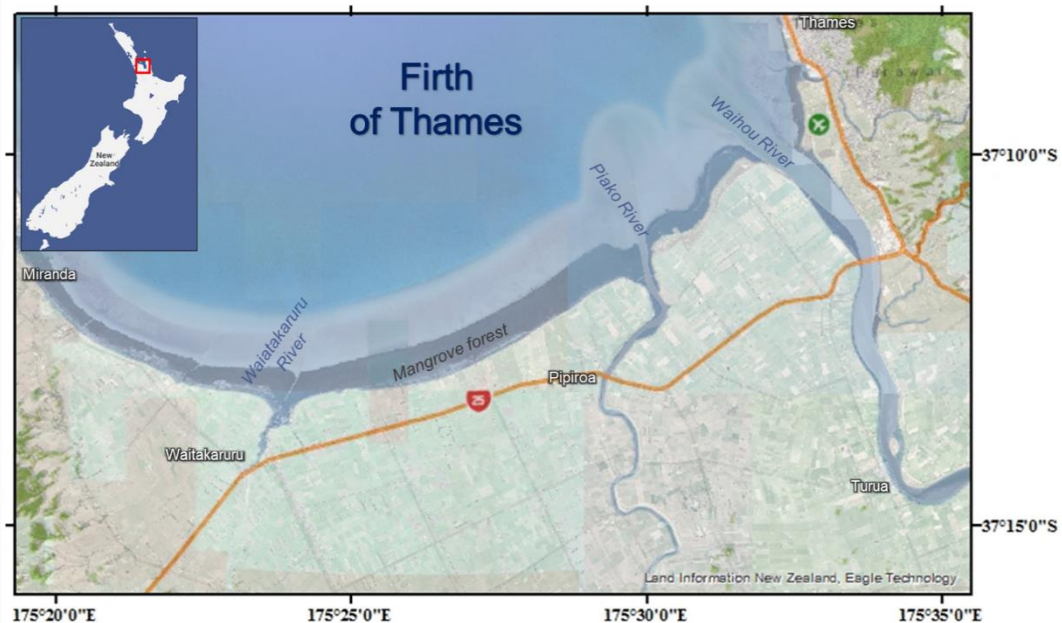 Thames
Parawai
Firth
of Thames
New
Zealand
Waihou River
37°10'0"S
Piako River
Miranda
Waiatakaruru
River
Mangrove forest
Pipiroa
25
Waitakaruru
Turua
37°15'0"S
Land Information New Zealand, Eagle Technology
175°20'0"E
175°25'0"E
175°30'0"E
175°35'0"E